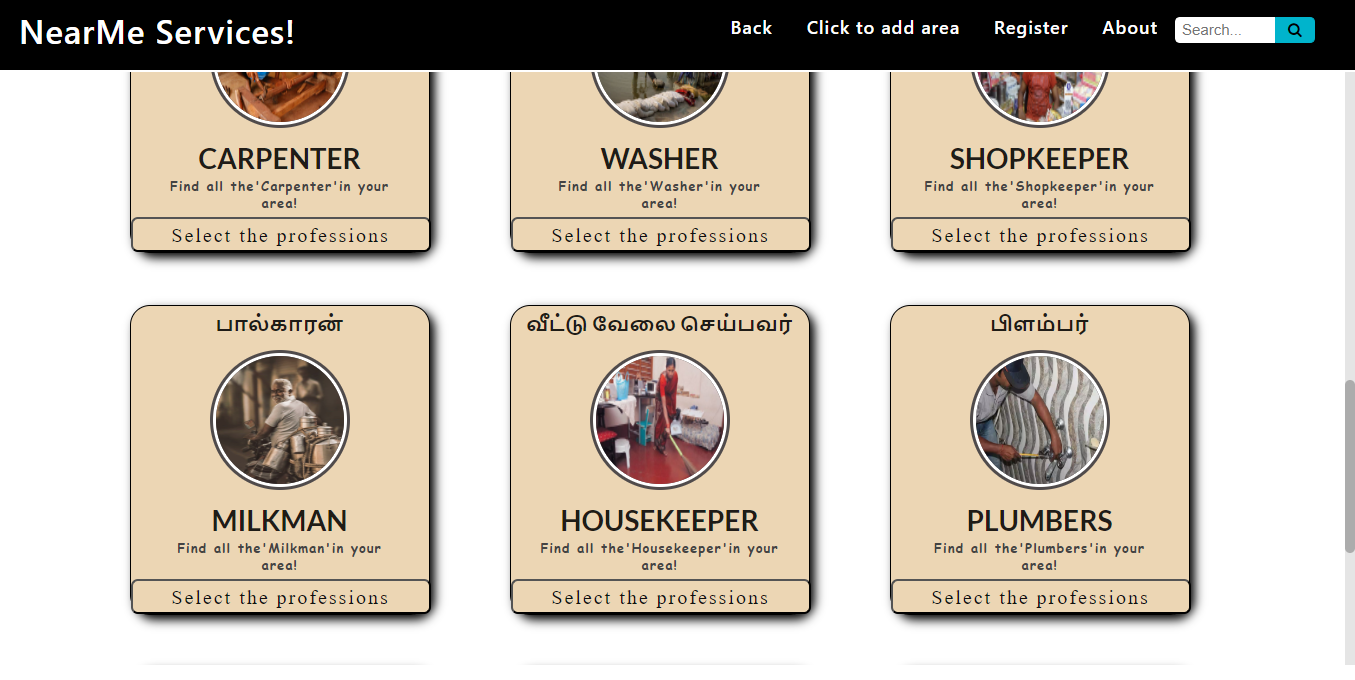 NearMe Services!
Back Click to add area Register About Search...
CARPENTER
Find all the'Carpenter'in your
area!
Select the professions
WASHER
Find all the'Washer'in your
area!
Select the professions
SHOPKEEPER
Find all the'Shopkeeper'in your
area!
Select the professions
பால்காரன்
MILKMAN
Find all the'Milkman'in your
area!
Select the professions
வீட்டு வேலை செய்பவர்
HOUSEKEEPER
Find all the'Housekeeper'in your
area!
Select the professions
பிளம்பர்
PLUMBERS
Find all the'Plumbers'in your
area!
Select the professions